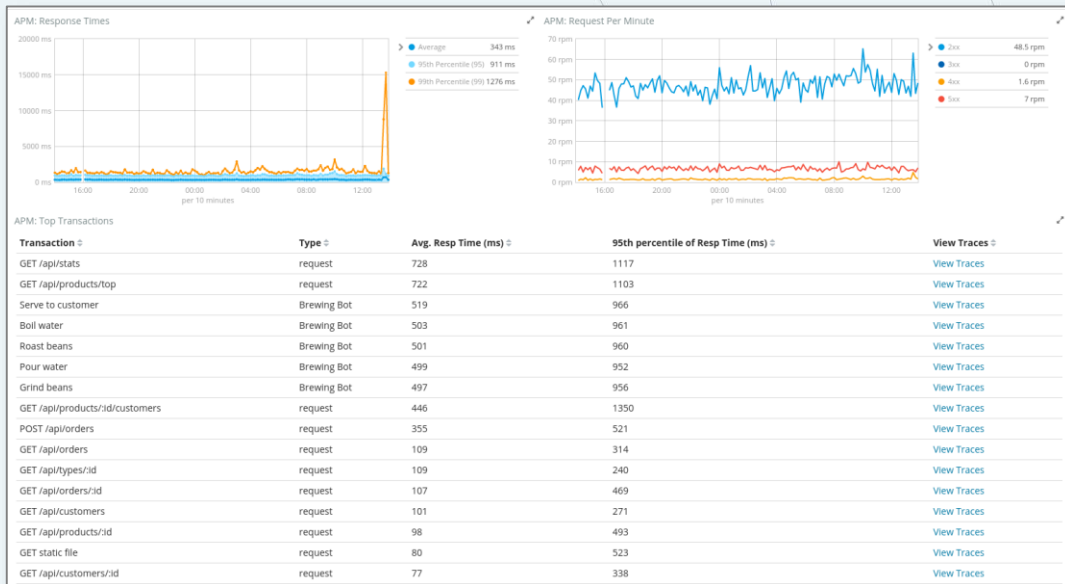 APM: Response Times
20000 ms
15000 ms
10000 ms
5000 ms
0 ms
16:00 20:00 00:00 04:00 08:00 12:00
per 10 minutes
Average 343 ms
95th Percentile (95) 911 ms
99th Percentile (99) 1276 ms
APM: Request Per Minute
70 rpm
60 rpm
50 rpm
40 rpm
30 rpm
20 rpm
10 rpm
0 rpm
16:00 20:00 00:00 04:00 08:00 12:00
per 10 minutes
2xx 48.5 rpm
3xx 0 rpm
4xx 1.6 rpm
5xx 7 rpm
APM: Top Transactions
Transaction Type Avg. Resp Time (ms) 95th percentile of Resp Time (ms) View Traces
GET /api/stats request 728 1117 View Traces
GET /api/products/top request 722 1103 View Traces
Serve to customer Brewing Bot 519 966 View Traces
Boil water Brewing Bot 503 961 View Traces
Roast beans Brewing Bot 501 960 View Traces
Pour water Brewing Bot 499 952 View Traces
Grind beans Brewing Bot 497 956 View Traces
GET /api/products/:id/customers request 446 1350 View Traces
POST /api/orders request 355 521 View Traces
GET /api/orders request 109 314 View Traces
GET /api/types/:id request 109 240 View Traces
GET /api/orders/:id request 107 469 View Traces
GET /api/customers request 101 271 View Traces
GET /api/products/:id request 98 493 View Traces
GET static file request 80 523 View Traces
GET /api/customers/:id request 77 338 View Traces